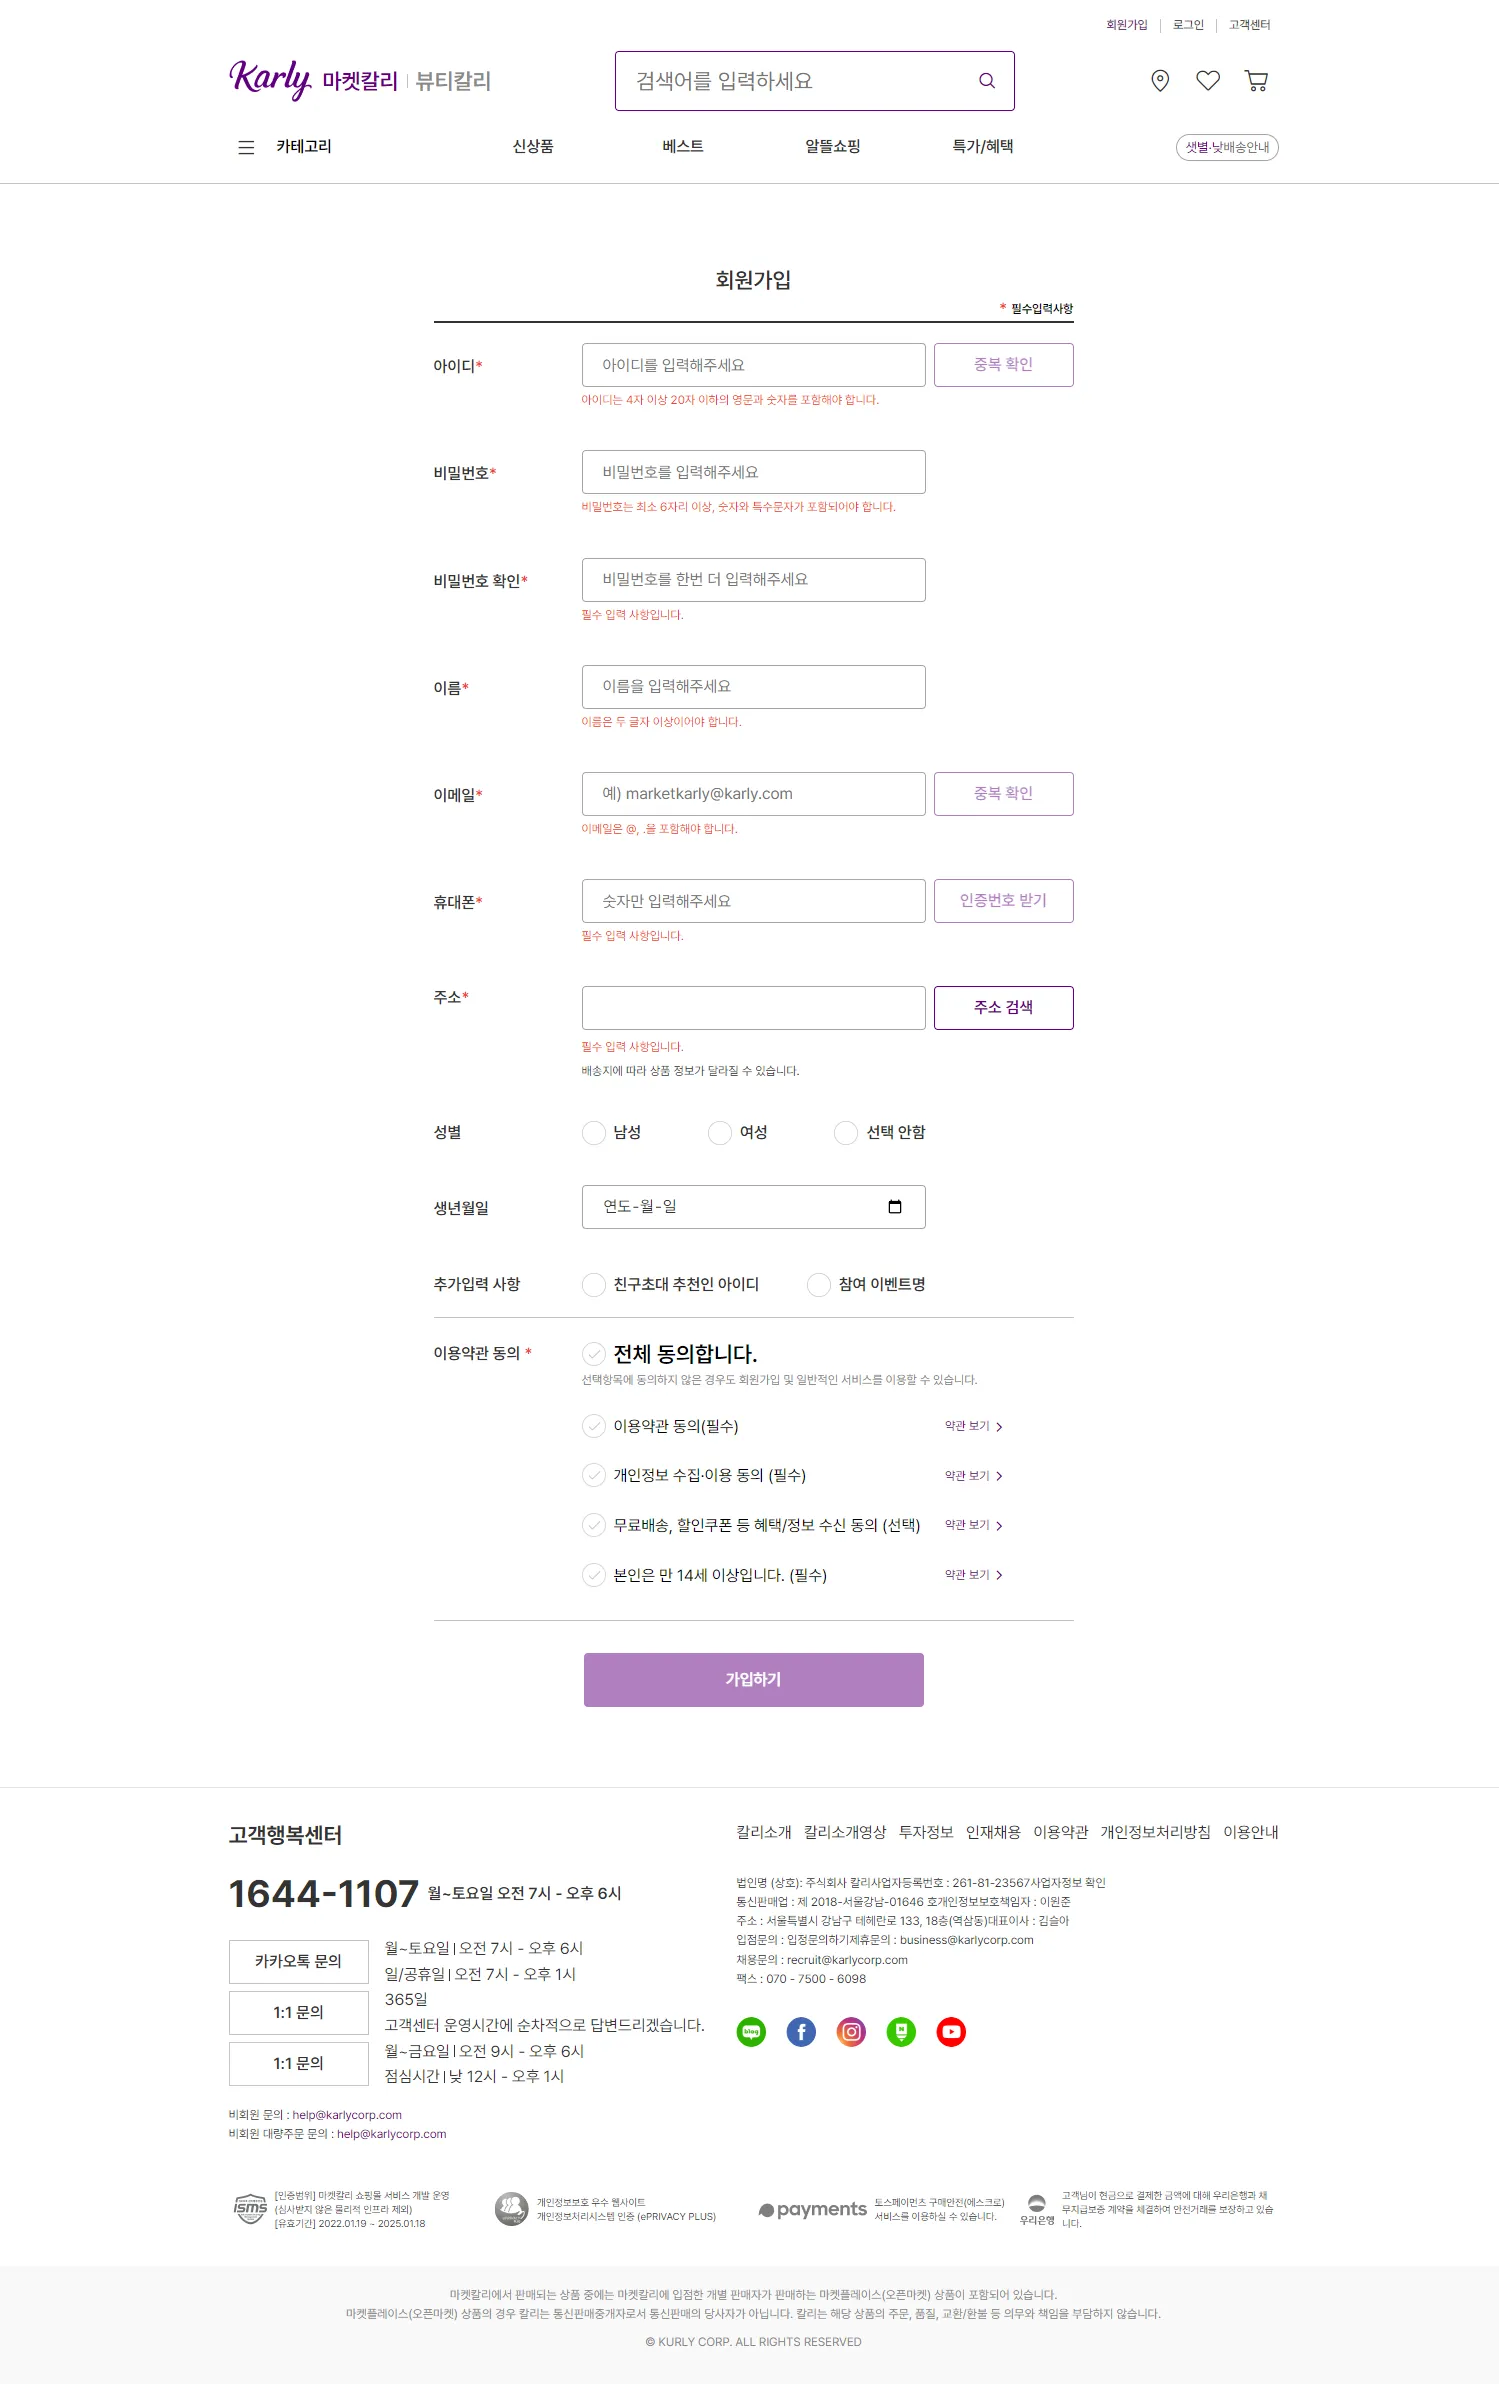 회원가입 로그인 고객센터
Karly 마켓칼리 뷰티칼리
검색어를 입력하세요
카테고리 신상품 베스트 알뜰쇼핑 특가/혜택 샛별·낮배송안내
회원가입
* 필수입력사항
아이디* 아이디를 입력해주세요 중복 확인
아이디는 4자 이상 20자 이하의 영문과 숫자를 포함해야 합니다.
비밀번호* 비밀번호를 입력해주세요
비밀번호는 최소 6자리 이상, 숫자와 특수문자가 포함되어야 합니다.
비밀번호 확인* 비밀번호를 한번 더 입력해주세요
필수 입력 사항입니다.
이름* 이름을 입력해주세요
이름은 두 글자 이상이어야 합니다.
이메일* 예) marketkarly@karly.com 중복 확인
이메일은 @, .을 포함해야 합니다.
휴대폰* 숫자만 입력해주세요 인증번호 받기
필수 입력 사항입니다.
주소* 주소 검색
필수 입력 사항입니다.
배송지에 따라 상품 정보가 달라질 수 있습니다.
성별 남성 여성 선택 안함
생년월일 연도-월-일
추가입력 사항 친구초대 추천인 아이디 참여 이벤트명
이용약관 동의 * 전체 동의합니다.
선택항목에 동의하지 않은 경우도 회원가입 및 일반적인 서비스를 이용할 수 있습니다.
이용약관 동의(필수) 약관 보기
개인정보 수집·이용 동의 (필수) 약관 보기
무료배송, 할인쿠폰 등 혜택/정보 수신 동의 (선택) 약관 보기
본인은 만 14세 이상입니다. (필수) 약관 보기
가입하기
고객행복센터
1644-1107 월~토요일 오전 7시 - 오후 6시
카카오톡 문의
1:1 문의
1:1 문의
월~토요일 | 오전 7시 - 오후 6시
일/공휴일 | 오전 7시 - 오후 1시
365일
고객센터 운영시간에 순차적으로 답변드리겠습니다.
월~금요일 | 오전 9시 - 오후 6시
점심시간 | 낮 12시 - 오후 1시
비회원 문의 : help@karlycorp.com
비회원 대량주문 문의 : help@karlycorp.com
칼리소개 칼리소개영상 투자정보 인재채용 이용약관 개인정보처리방침 이용안내
법인명 (상호): 주식회사 칼리사업자등록번호 : 261-81-23567사업자정보 확인
통신판매업 : 제 2018-서울강남-01646 호개인정보보호책임자 : 이원준
주소 : 서울특별시 강남구 테헤란로 133, 18층(역삼동)대표이사 : 김슬아
입점문의 : 입정문의하기제휴문의 : business@karlycorp.com
채용문의 : recruit@karlycorp.com
팩스 : 070 - 7500 - 6098
blog
ISMS
[인증범위] 마켓칼리 쇼핑몰 서비스 개발 운영
(심사받지 않은 물리적 인프라 제외)
[유효기간] 2022.01.19 ~ 2025.01.18
개인정보보호 우수 웹사이트
개인정보처리시스템 인증 (ePRIVACY PLUS)
payments
토스페이먼츠 구매안전(에스크로)
서비스를 이용하실 수 있습니다.
우리은행
고객님이 현금으로 결제한 금액에 대해 우리은행과 채
무지급보증 계약을 체결하여 안전거래를 보장하고 있습
니다.
마켓칼리에서 판매되는 상품 중에는 마켓칼리에 입점한 개별 판매자가 판매하는 마켓플레이스(오픈마켓) 상품이 포함되어 있습니다.
마켓플레이스(오픈마켓) 상품의 경우 칼리는 통신판매중개자로서 통신판매의 당사자가 아닙니다. 칼리는 해당 상품의 주문, 품질, 교환/환불 등 의무와 책임을 부담하지 않습니다.
© KURLY CORP. ALL RIGHTS RESERVED